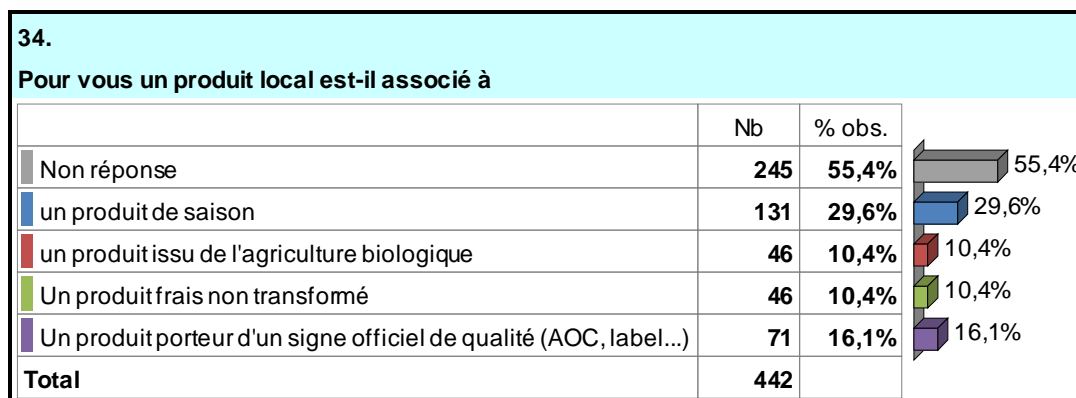 34.
Pour vous un produit local est-il associé à
Nb % obs.
Non réponse 245 55,4% 55,4%
un produit de saison 131 29,6% 29,6%
un produit issu de l'agriculture biologique 46 10,4% 10,4%
Un produit frais non transformé 46 10,4% 10,4%
Un produit porteur d'un signe officiel de qualité (AOC, label...) 71 16,1% 16,1%
Total 442